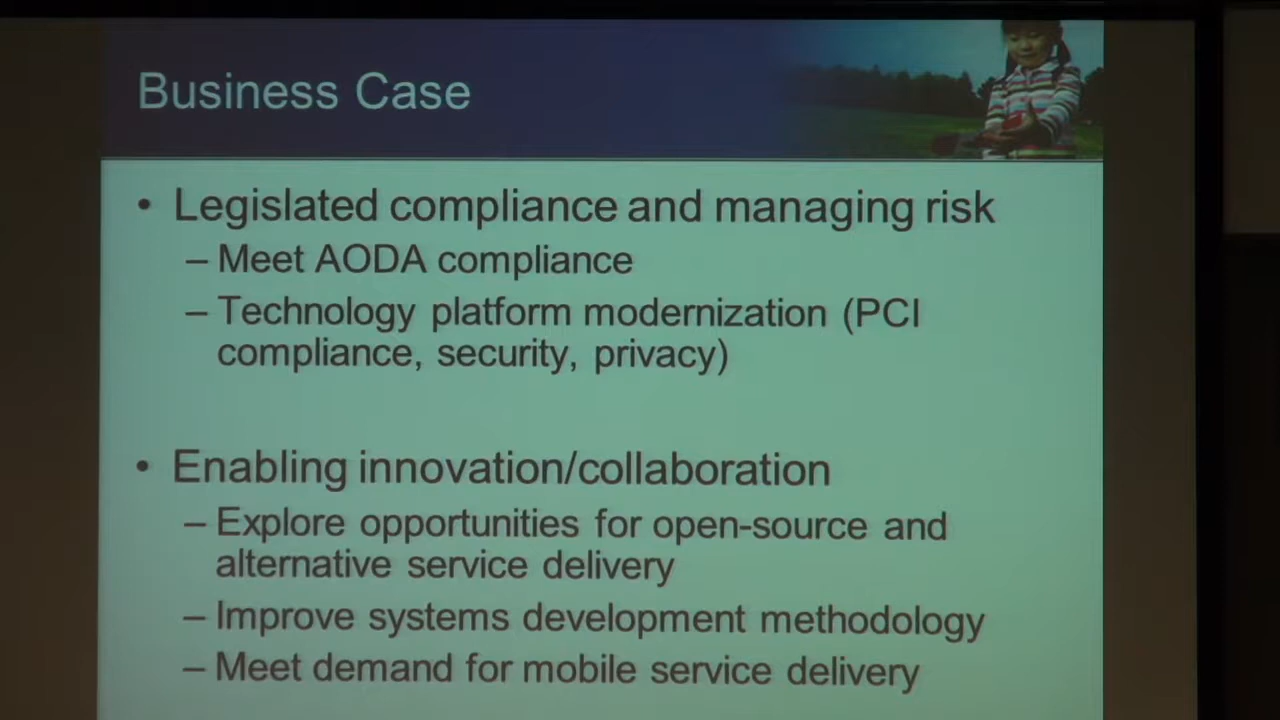 Business Case
• Legislated compliance and managing risk
– Meet AODA compliance
– Technology platform modernization (PCI
compliance, security, privacy)
• Enabling innovation/collaboration
– Explore opportunities for open-source and
alternative service delivery
– Improve systems development methodology
– Meet demand for mobile service delivery